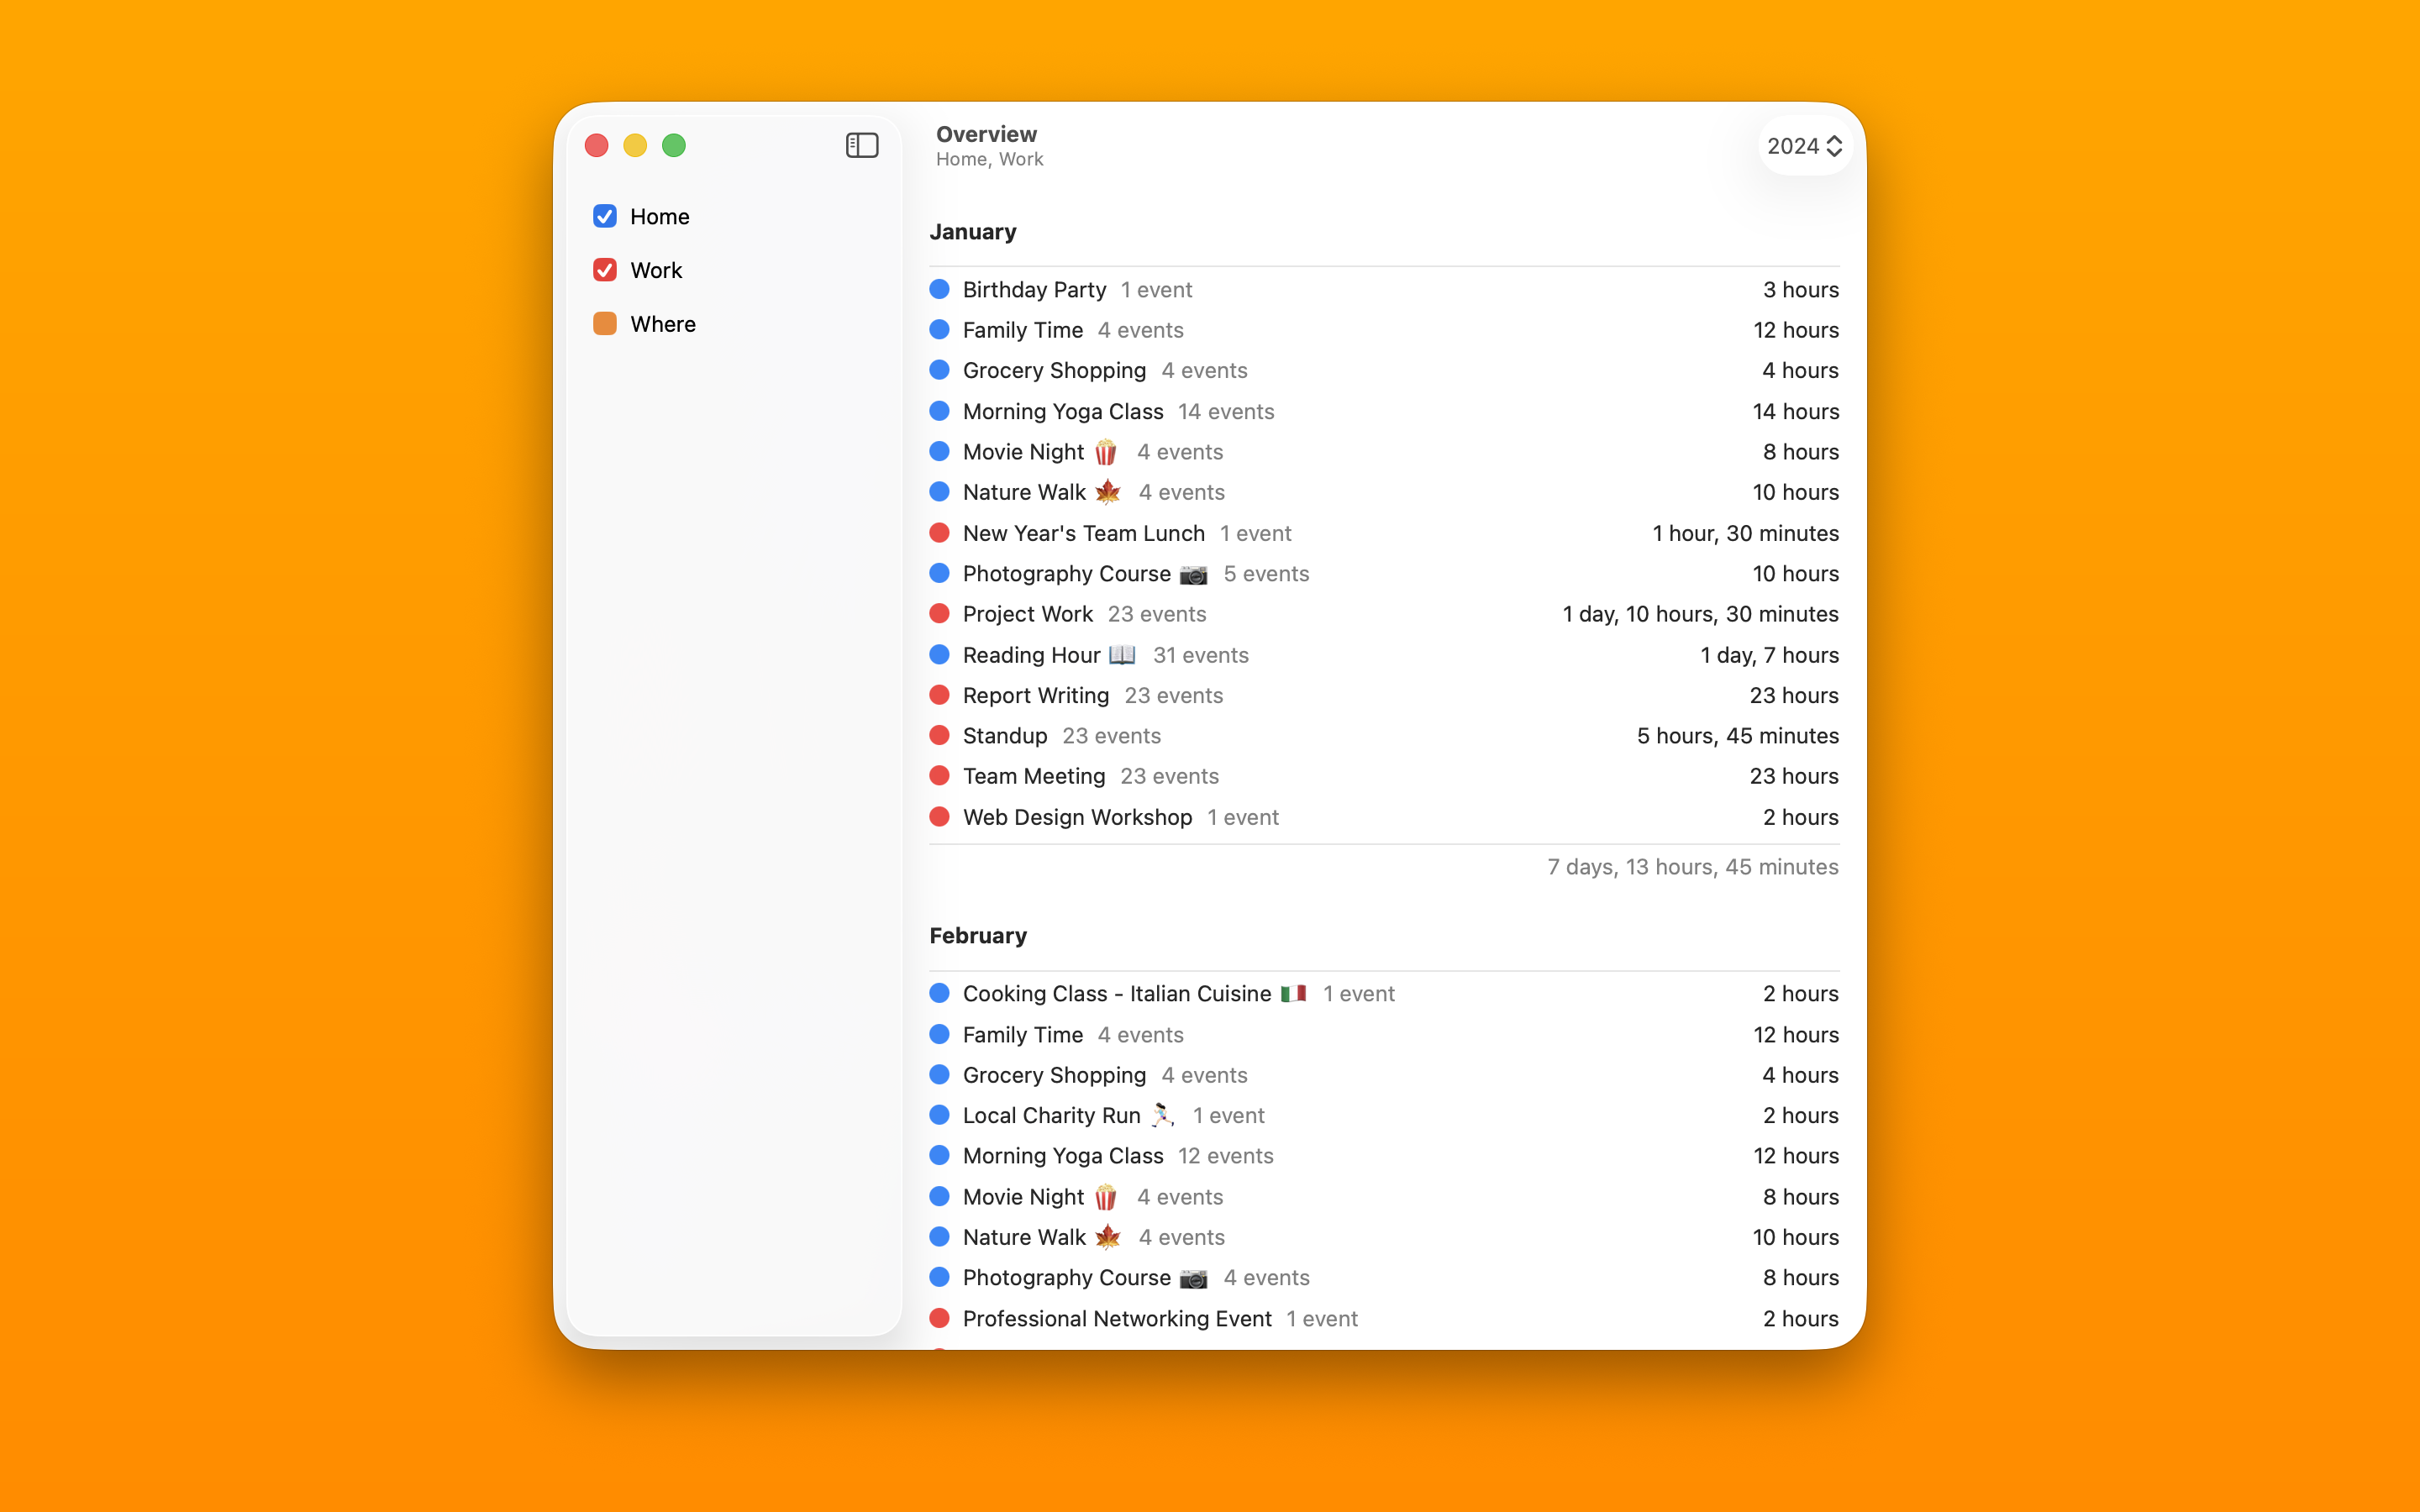 Overview
Home, Work
2024
Home
Work
Where
January
Birthday Party 1 event 3 hours
Family Time 4 events 12 hours
Grocery Shopping 4 events 4 hours
Morning Yoga Class 14 events 14 hours
Movie Night 🍿 4 events 8 hours
Nature Walk 🍁 4 events 10 hours
New Year's Team Lunch 1 event 1 hour, 30 minutes
Photography Course 📷 5 events 10 hours
Project Work 23 events 1 day, 10 hours, 30 minutes
Reading Hour 📖 31 events 1 day, 7 hours
Report Writing 23 events 23 hours
Standup 23 events 5 hours, 45 minutes
Team Meeting 23 events 23 hours
Web Design Workshop 1 event 2 hours
7 days, 13 hours, 45 minutes
February
Cooking Class - Italian Cuisine 🇮🇹 1 event 2 hours
Family Time 4 events 12 hours
Grocery Shopping 4 events 4 hours
Local Charity Run 🏃🏻‍♀️ 1 event 2 hours
Morning Yoga Class 12 events 12 hours
Movie Night 🍿 4 events 8 hours
Nature Walk 🍁 4 events 10 hours
Photography Course 📷 4 events 8 hours
Professional Networking Event 1 event 2 hours